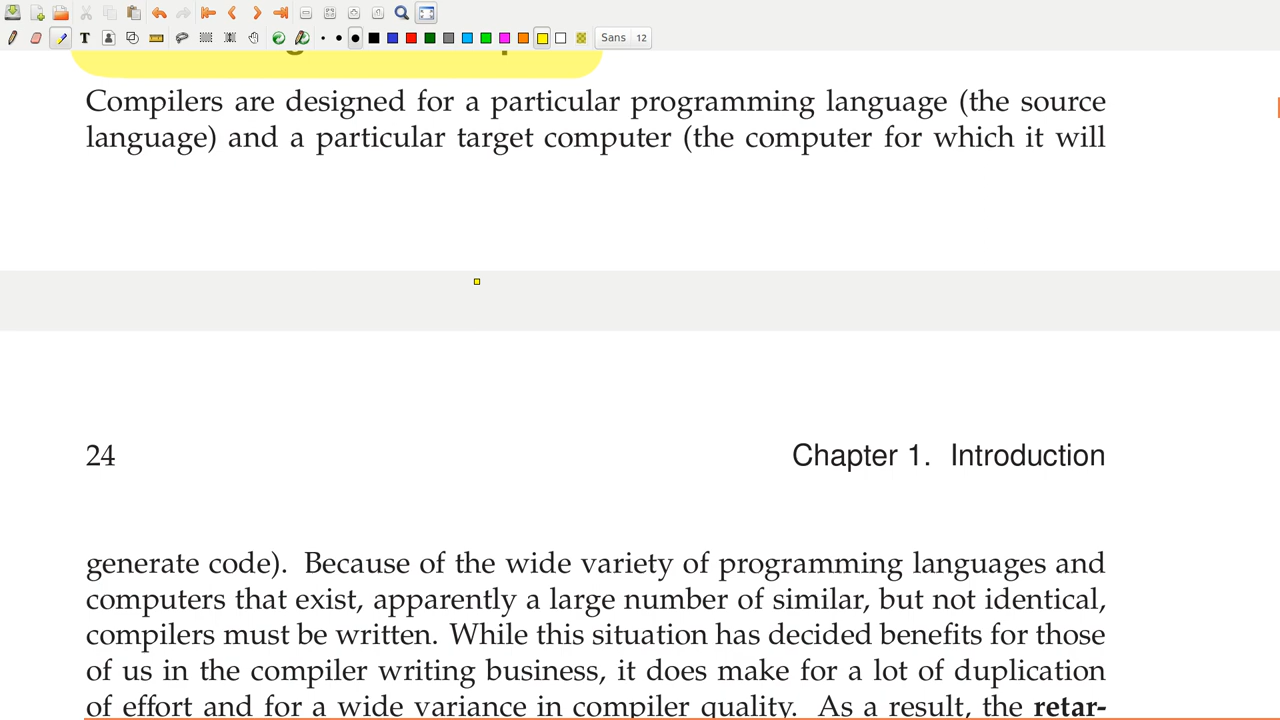 Sans 12
Compilers are designed for a particular programming language (the source
language) and a particular target computer (the computer for which it will
24 Chapter 1. Introduction
generate code). Because of the wide variety of programming languages and
computers that exist, apparently a large number of similar, but not identical,
compilers must be written. While this situation has decided benefits for those
of us in the compiler writing business, it does make for a lot of duplication
of effort and for a wide variance in compiler quality. As a result, the retar-